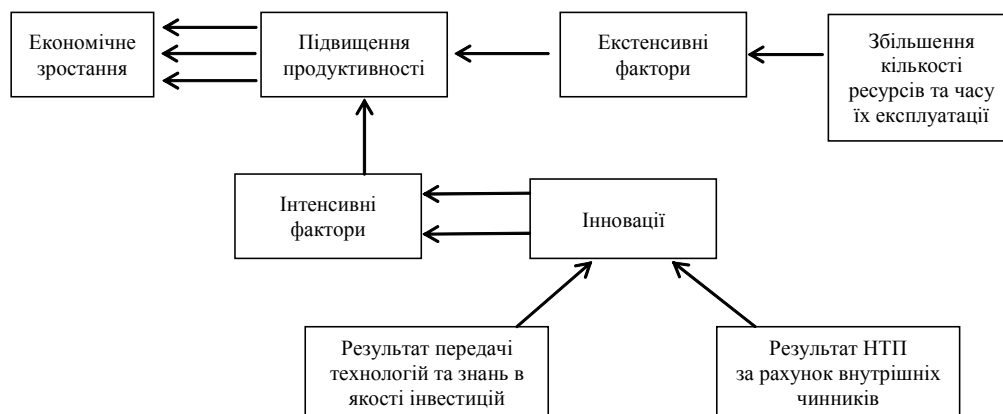 Економічне
зростання
Підвищення
продуктивності
Екстенсивні
фактори
Збільшення
кількості
ресурсів та часу
їх експлуатації
Інтенсивні
фактори
Інновації
Результат передачі
технологій та знань в
якості інвестицій
Результат НТП
за рахунок внутрішніх
чинників